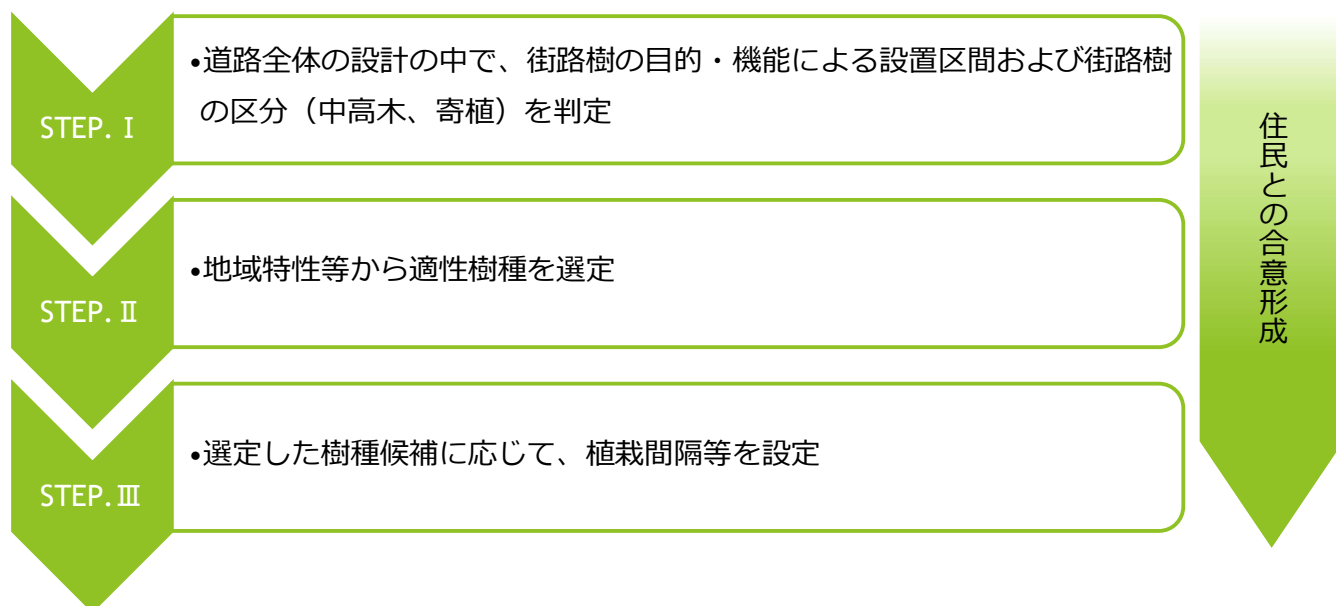 STEP.Ⅰ
•道路全体の設計の中で、街路樹の目的・機能による設置区間および街路樹
の区分（中高木、寄植）を判定
STEP.Ⅱ
•地域特性等から適性樹種を選定
STEP.Ⅲ
•選定した樹種候補に応じて、植栽間隔等を設定
住民との合意形成